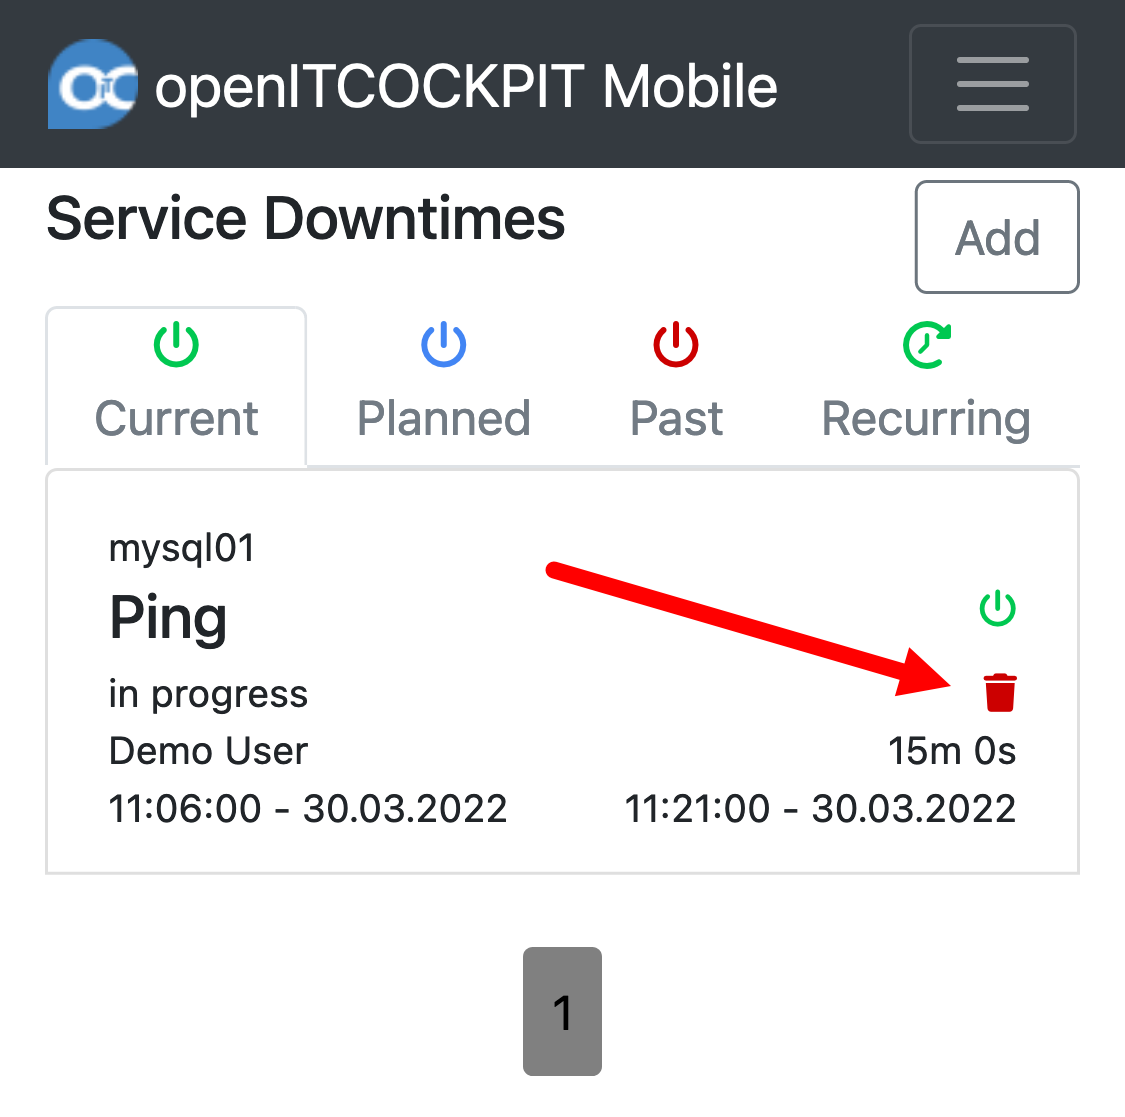 openITCOCKPIT Mobile
Service Downtimes
Add
Current Planned Past Recurring
mysql01
Ping
in progress
Demo User 15m 0s
11:06:00 - 30.03.2022 11:21:00 - 30.03.2022
1